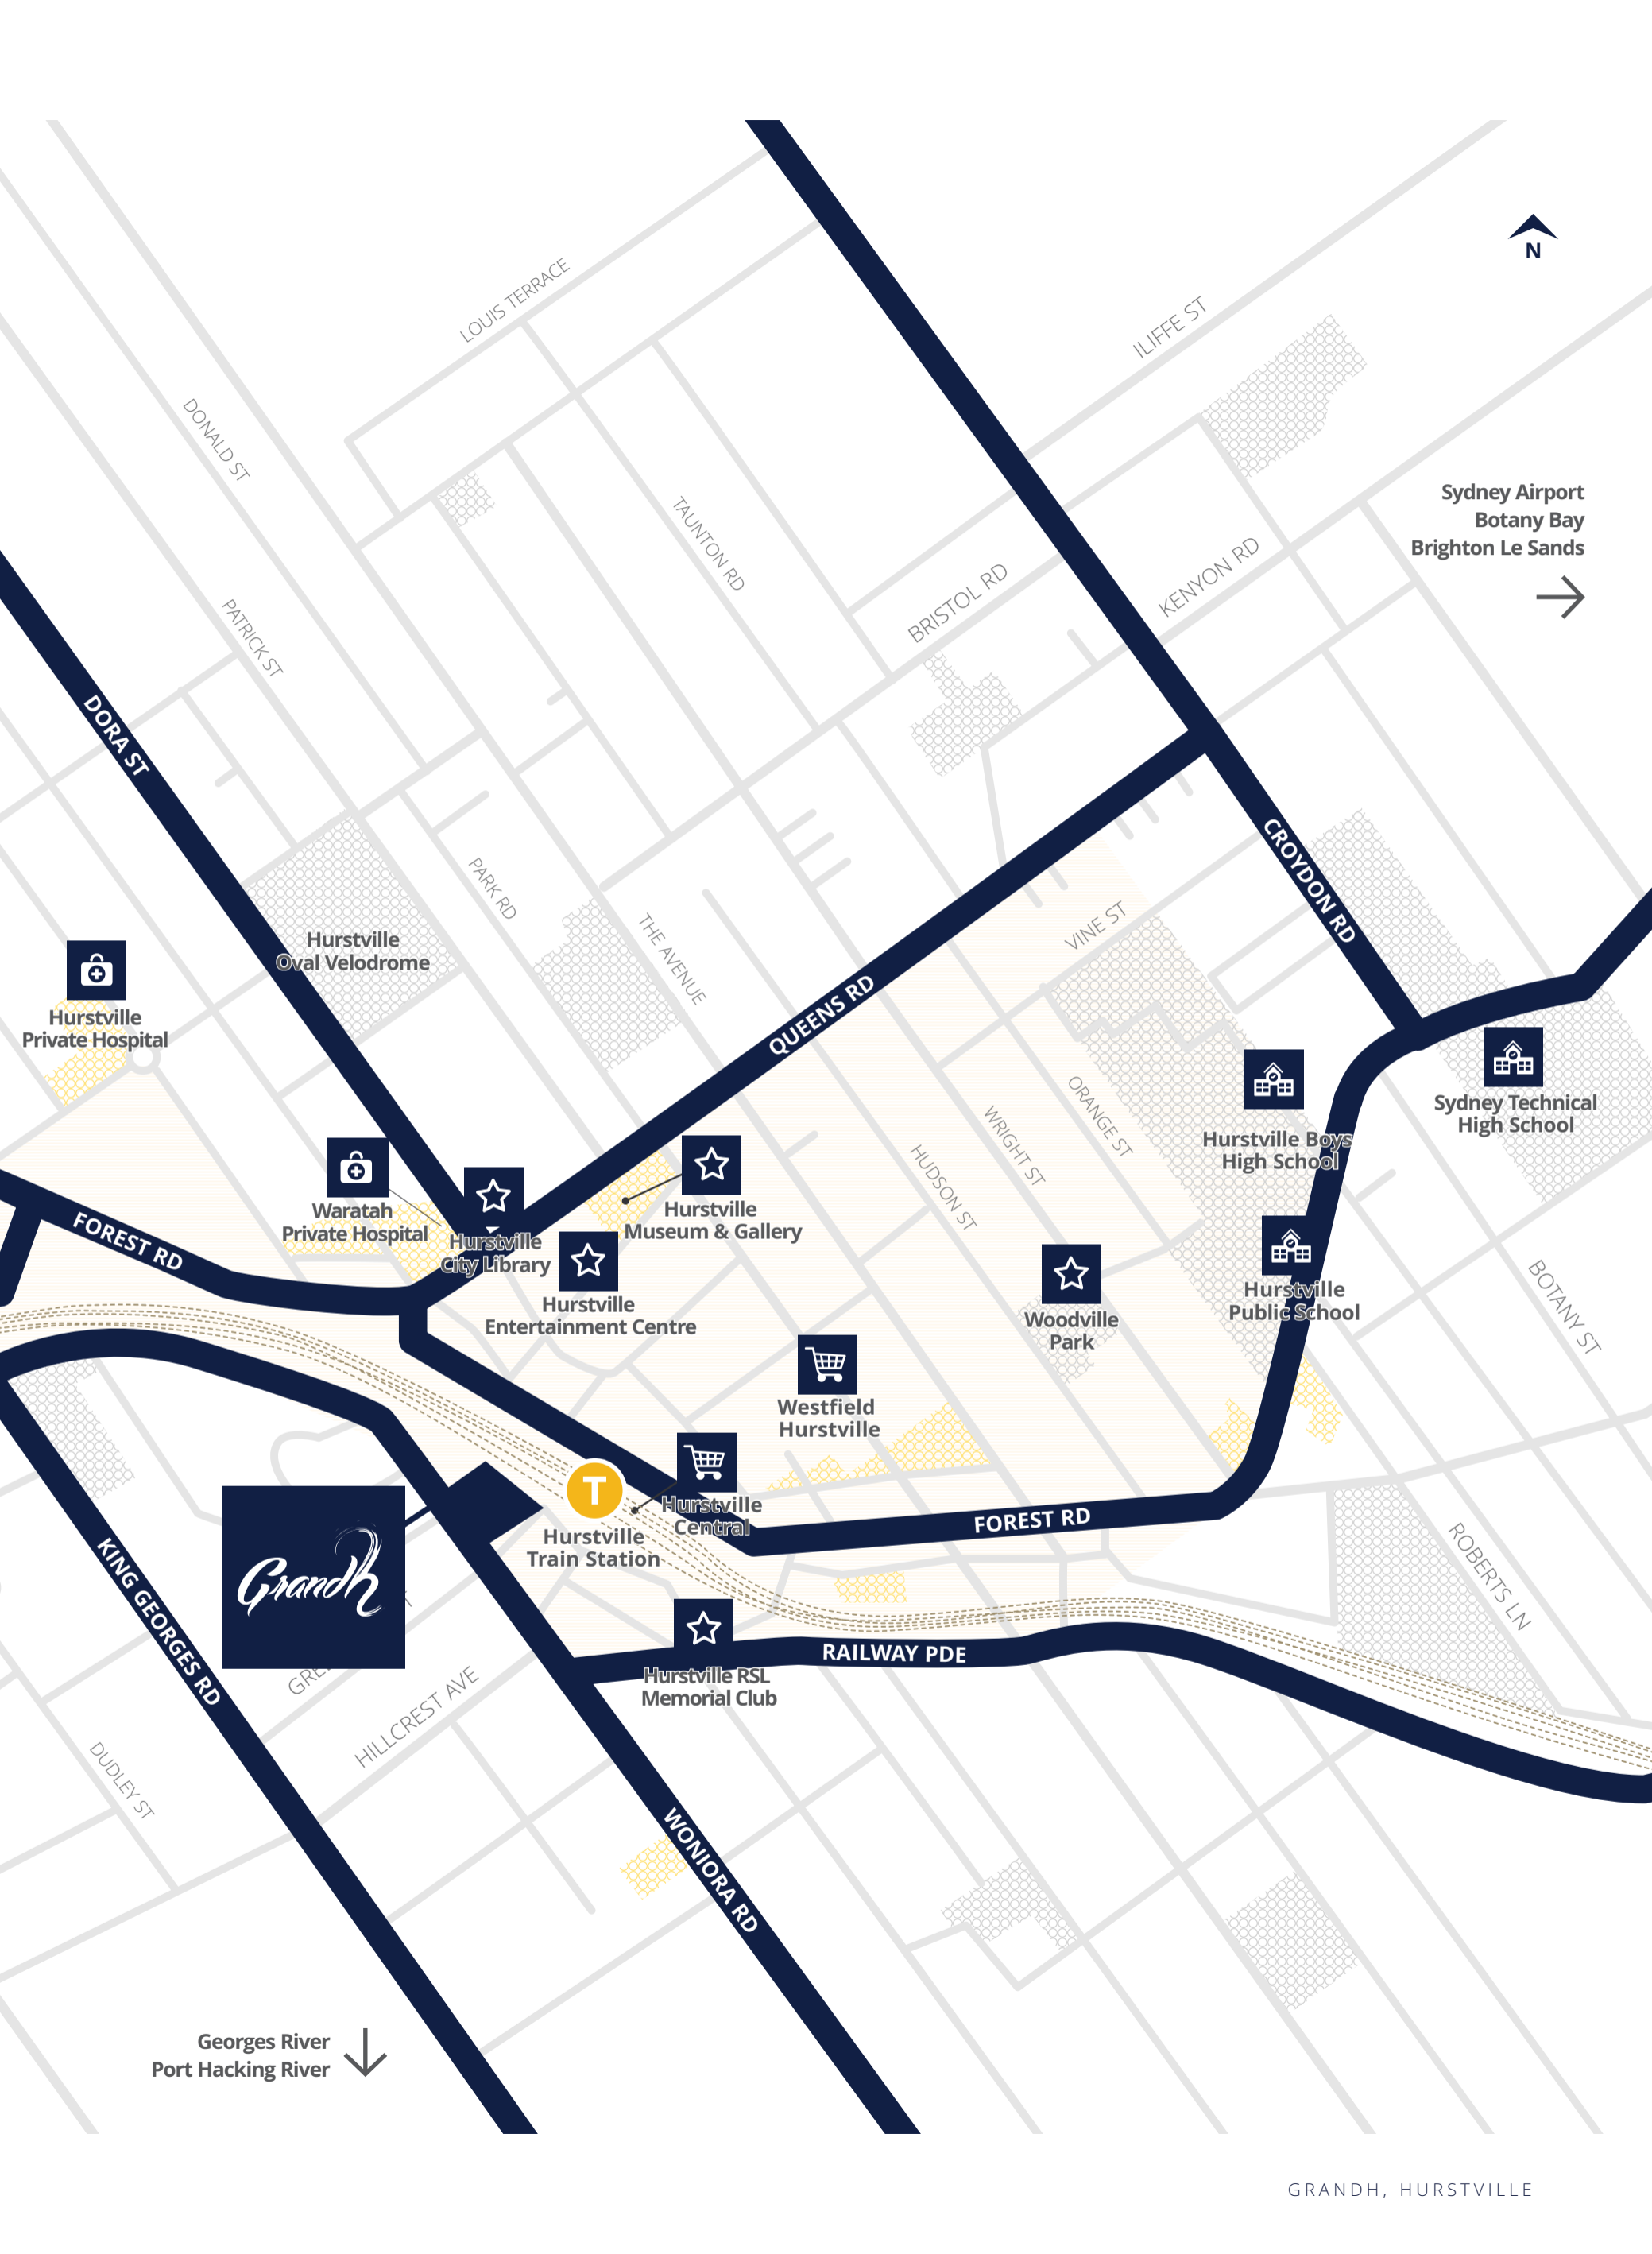 N
LOUIS TERRACE
ILIFFE ST
DONALD ST
TAUNTON RD
Sydney Airport
Botany Bay
Brighton Le Sands
BRISTOL RD
KENYON RD
PATRICK ST
DORA ST
CROYDON RD
PARK RD
THE AVENUE
VINE ST
Hurstville
Oval Velodrome
QUEENS RD
Hurstville
Private Hospital
ORANGE ST
WRIGHT ST
HUDSON ST
Hurstville Boys
High School
Sydney Technical
High School
Waratah
Private Hospital
Hurstville
City Library
Hurstville
Museum & Gallery
FOREST RD
Hurstville
Entertainment Centre
Woodville
Park
Hurstville
Public School
BOTANY ST
Westfield
Hurstville
T
Hurstville
Train Station
Hurstville
Central
FOREST RD
ROBERTS LN
Grandh
KING GEORGES RD
HILLCREST AVE
Hurstville RSL
Memorial Club
RAILWAY PDE
DUDLEY ST
WONIORA RD
Georges River
Port Hacking River
GRANDH, HURSTVILLE